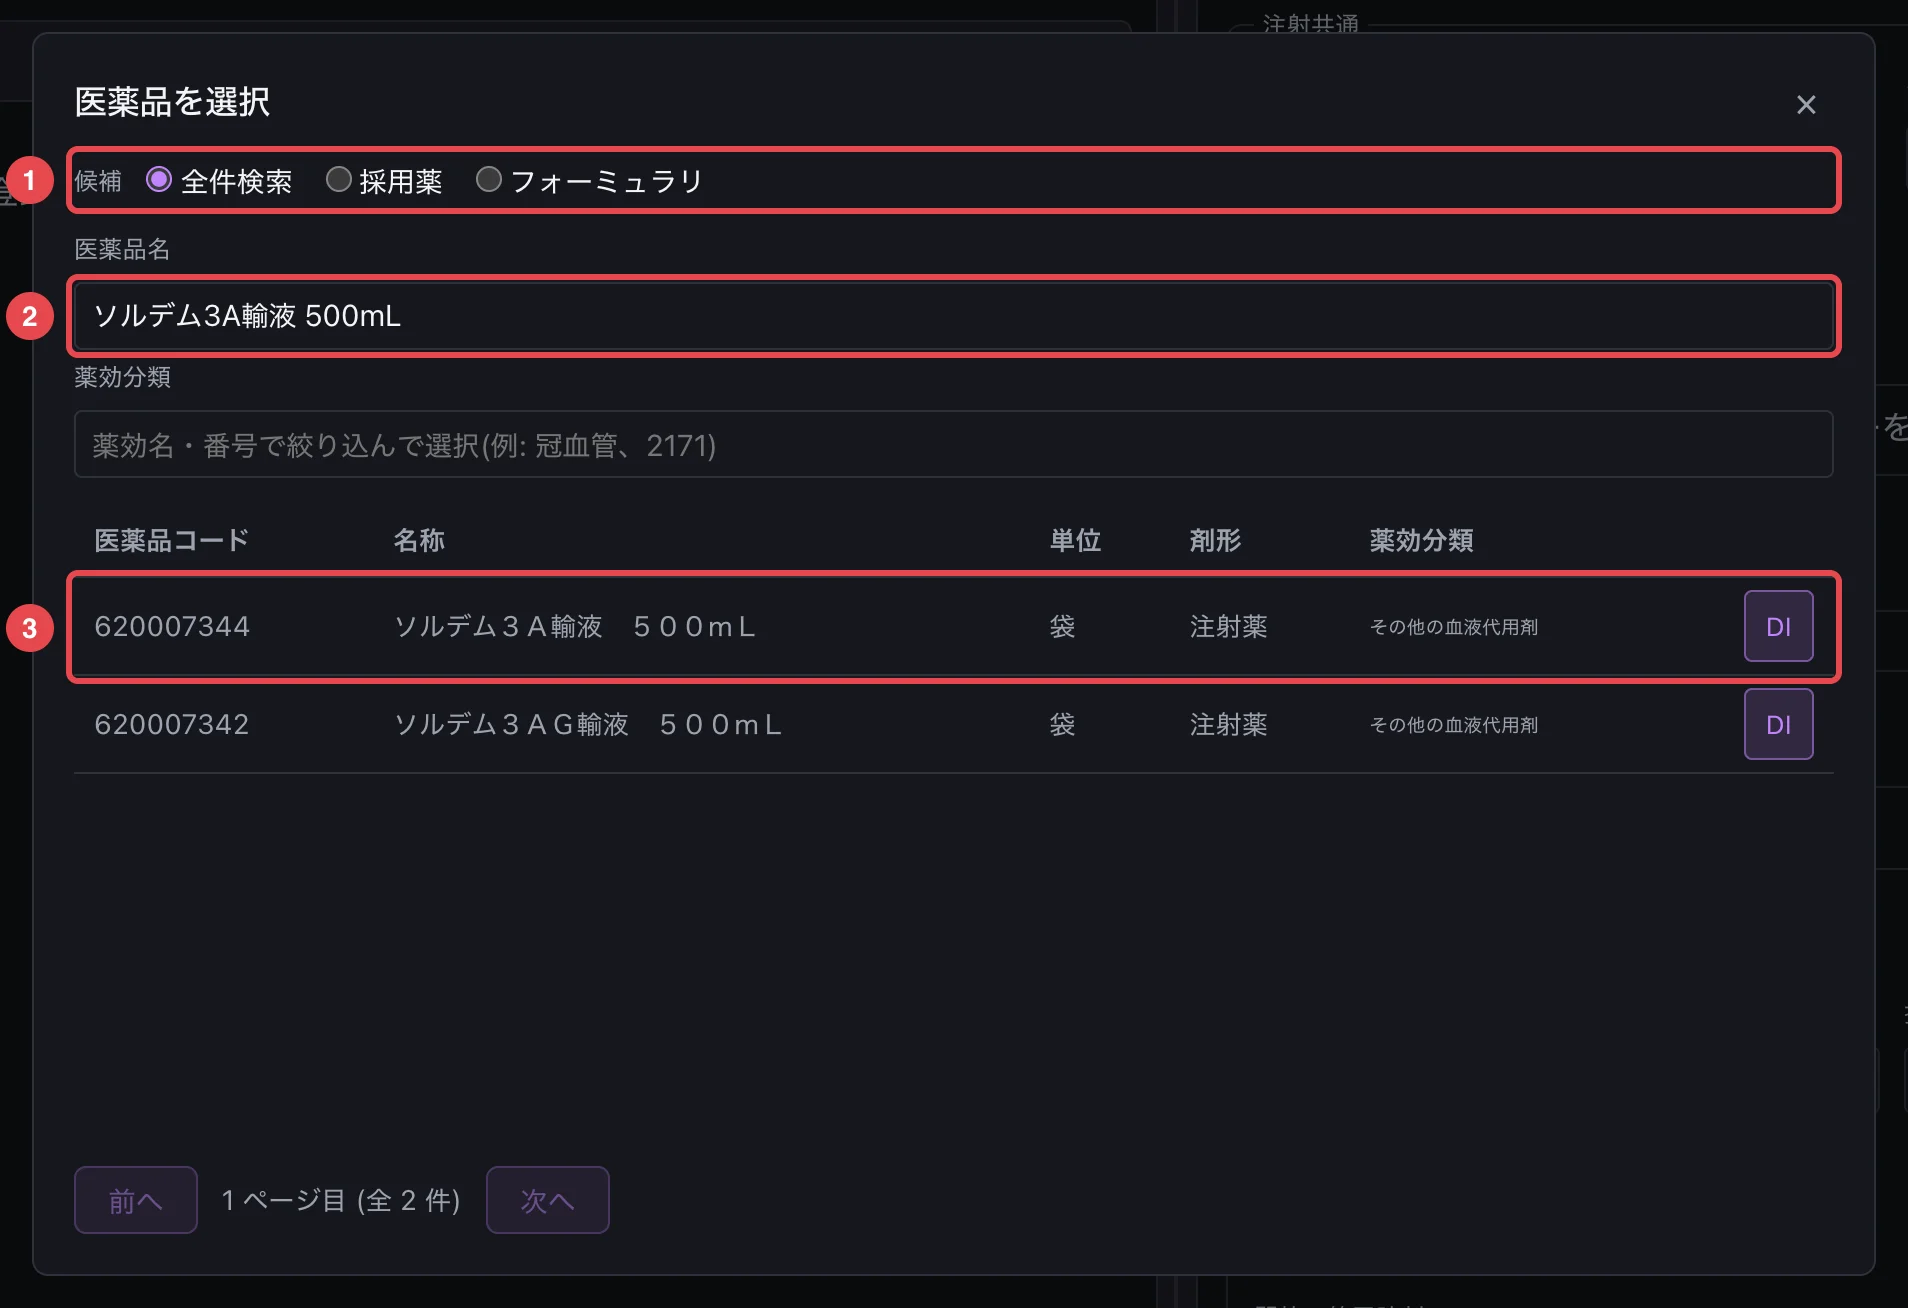 注射共通
医薬品を選択
×
1
候補 全件検索 採用薬 フォーミュラリ
医薬品名
2
ソルデム3A輸液 500mL
薬効分類
薬効名・番号で絞り込んで選択(例: 冠血管、2171)
を
医薬品コード 名称 単位 剤形 薬効分類
3
620007344 ソルデム３Ａ輸液　５００ｍＬ 袋 注射薬 その他の血液代用剤 DI
620007342 ソルデム３ＡＧ輸液　５００ｍＬ 袋 注射薬 その他の血液代用剤 DI
前へ 1 ページ目 (全 2 件) 次へ